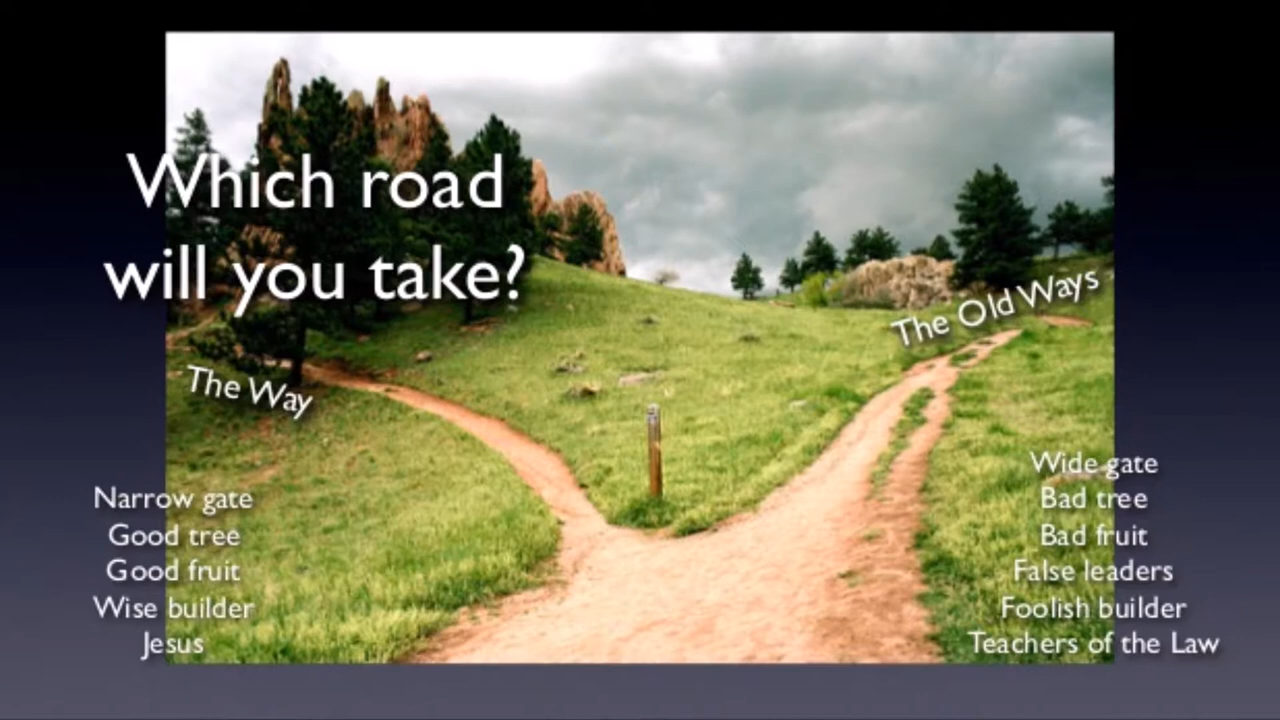 Which road
will you take?
The Way
The Old Ways
Narrow gate
Good tree
Good fruit
Wise builder
Jesus
Wide gate
Bad tree
Bad fruit
False leaders
Foolish builder
Teachers of the Law